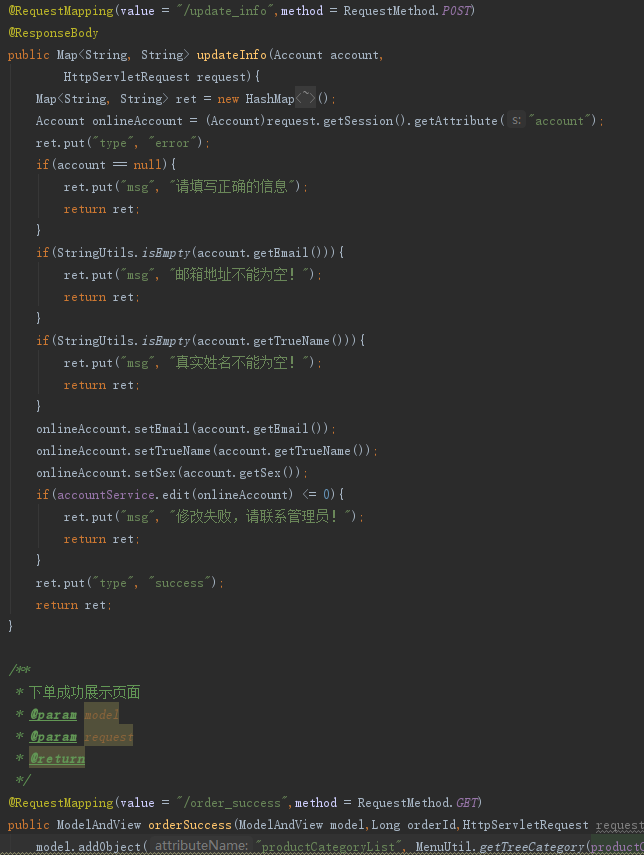 @RequestMapping(value = "/update_info",method = RequestMethod.POST)
@ResponseBody
public Map<String, String> updateInfo(Account account,
HttpServletRequest request){
Map<String, String> ret = new HashMap<~>();
Account onlineAccount = (Account)request.getSession().getAttribute( s: "account");
ret.put("type", "error");
if(account == null){
ret.put("msg", "请填写正确的信息");
return ret;
}
if(StringUtils.isEmpty(account.getEmail())){
ret.put("msg", "邮箱地址不能为空！");
return ret;
}
if(StringUtils.isEmpty(account.getTrueName())){
ret.put("msg", "真实姓名不能为空！");
return ret;
}
onlineAccount.setEmail(account.getEmail());
onlineAccount.setTrueName(account.getTrueName());
onlineAccount.setSex(account.getSex());
if(accountService.edit(onlineAccount) <= 0){
ret.put("msg", "修改失败，请联系管理员！");
return ret;
}
ret.put("type", "success");
return ret;
}
/**
* 下单成功展示页面
* @param model
* @param request
* @return
*/
@RequestMapping(value = "/order_success",method = RequestMethod.GET)
public ModelAndView orderSuccess(ModelAndView model,Long orderId,HttpServletRequest request
model.addObject( attributeName: "productCategoryList", MenuUtil.getTreeCategory(product